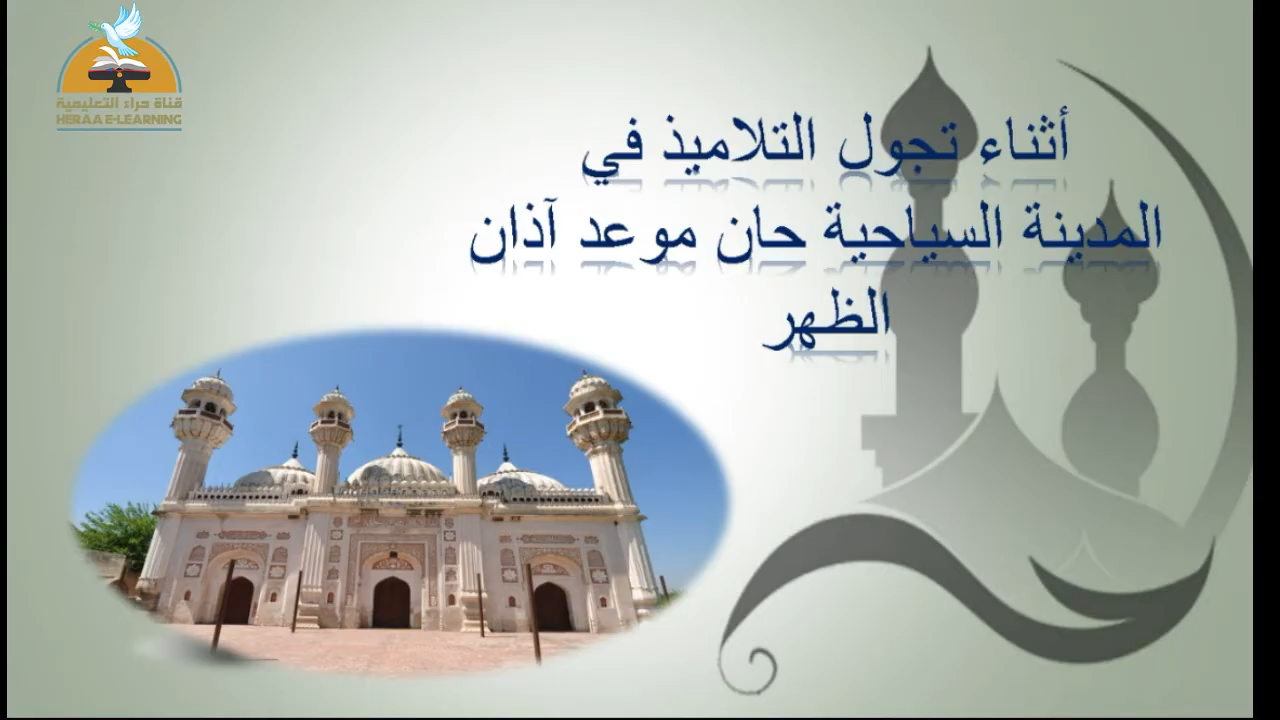 قناة حراء التعليمية
HERAA E-LEARNING
أثناء تجول التلاميذ في
المدينة السياحية حان موعد آذان
الظهر